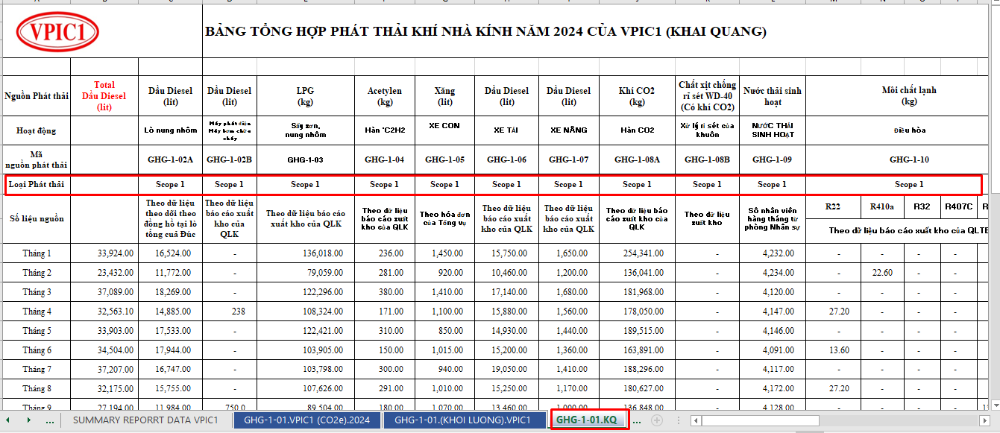 VPIC1
BẢNG TỔNG HỢP PHÁT THẢI KHÍ NHÀ KÍNH NĂM 2024 CỦA VPIC1 (KHAI QUANG)
Nguồn Phát thải
Total
Dầu Diesel
(lit)
Dầu Diesel
(lit)
Dầu Diesel
(lit)
LPG
(kg)
Acetylen
(kg)
Xăng
(lit)
Dầu Diesel
(lit)
Dầu Diesel
(lit)
Khí CO2
(kg)
Chất xịt chống
rỉ sét WD-40
(Có khí CO2)
Nước thải sinh
hoạt
Môi chất lạnh
(kg)
Hoạt động
Lò nung nhôm
Máy phát điện
Máy bơm chữa
cháy
Sấy sơn,
nung nhôm
Hàn "C2H2
XE CON
XE TẢI
XE NÂNG
Hàn CO2
Xử lý rỉ sét của
khuôn
NƯỚC THẢI
SINH HOẠT
Điều hòa
Mã
nguồn phát thải
GHG-1-02A
GHG-1-02B
GHG-1-03
GHG-1-04
GHG-1-05
GHG-1-06
GHG-1-07
GHG-1-08A
GHG-1-08B
GHG-1-09
GHG-1-10
Loại Phát thải Scope 1 Scope 1 Scope 1 Scope 1 Scope 1 Scope 1 Scope 1 Scope 1 Scope 1 Scope 1 Scope 1
Số liệu nguồn
Theo dữ liệu
theo dõi theo
đồng hồ tại lò
tổng cuả Đúc
Theo dữ liệu
báo cáo xuất
kho của
QLK
Theo dữ liệu báo cáo
xuất kho của QLK
Theo dữ liệu
báo cáo xuất
kho của QLK
Theo hóa đơn
của Tổng vụ
Theo dữ liệu
báo cáo xuất
kho của QLK
Theo dữ liệu
báo cáo xuất
kho của QLK
Theo dữ liệu báo cáo
xuất kho của
QLK
Theo dữ liệu
xuất kho
Số nhân viên
hàng tháng từ
phòng Nhân sự
R22 R410a R32 R407C R
Theo dữ liệu báo cáo xuất kho của QLTB
Tháng 1 33,924.00 16,524.00 - 136,018.00 236.00 1,450.00 15,750.00 1,650.00 254,341.00 - 4,232.00 - - - -
Tháng 2 23,432.00 11,772.00 - 79,059.00 281.00 920.00 10,460.00 1,200.00 136,041.00 - 4,234.00 - 22.60 - -
Tháng 3 37,089.00 18,269.00 - 122,296.00 380.00 1,410.00 17,140.00 1,680.00 181,968.00 - 4,120.00 - - - -
Tháng 4 32,563.10 14,885.00 238 108,324.00 171.00 1,100.00 15,880.00 1,560.00 178,050.00 - 4,147.00 27.20 - - -
Tháng 5 33,903.00 17,533.00 - 122,421.00 310.00 850.00 14,930.00 1,440.00 189,515.00 - 4,146.00 - - - -
Tháng 6 34,504.00 17,944.00 - 103,905.00 150.00 1,015.00 15,200.00 1,360.00 163,891.00 - 4,091.00 13.60 - - -
Tháng 7 37,207.00 16,747.00 - 103,798.00 300.00 940.00 19,050.00 1,410.00 188,296.00 - 4,117.00 - - - -
Tháng 8 32,175.00 15,755.00 - 107,626.00 291.00 1,010.00 15,250.00 1,170.00 180,627.00 - 4,172.00 27.20 - - -
Tháng 9 27,194.00 11,984.00 750.0 89,504.00 180.00 1,070.00 13,460.00 1,000.00 136,848.00 - 4,128.00 - - - -
... SUMMARY REPORRT DATA VPIC1 GHG-1-01.VPIC1 (CO2e).2024 GHG-1-01.(KHOI LUONG).VPIC1 GHG-1-01.KQ ...